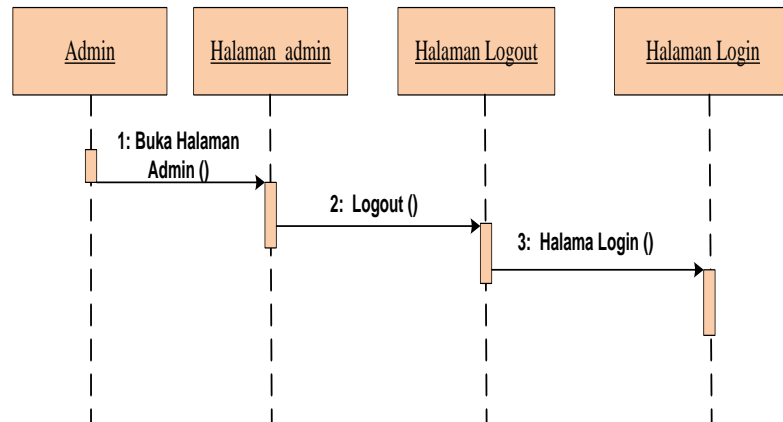 Admin
Halaman admin
Halaman Logout
Halaman Login
1: Buka Halaman
Admin ()
2: Logout ()
3: Halama Login ()